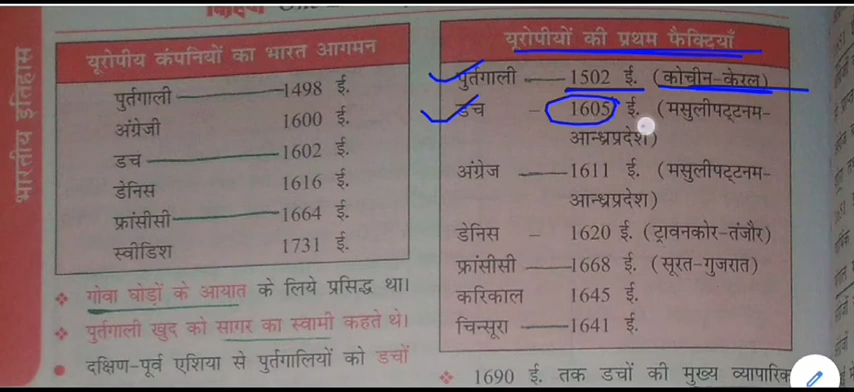 भारतीय इतिहास
यूरोपीय कंपनियों का भारत आगमन
पुर्तगाली 1498 ई.
अंग्रेजी 1600 ई.
डच 1602 ई.
डेनिस 1616 ई.
फ्रांसीसी 1664 ई.
स्वीडिश 1731 ई.
❖ गोवा घोड़ों के आयात के लिये प्रसिद्ध था।
❖ पुर्तगाली खुद को सागर का स्वामी कहते थे।
● दक्षिण-पूर्व एशिया से पुर्तगालियों को डचों
यूरोपीयों की प्रथम फैक्टियाँ
पुर्तगाली — 1502 ई. (कोचीन-केरल)
डच - 1605 ई. (मसुलीपट्टनम-
आन्ध्रप्रदेश)
अंग्रेज 1611 ई. (मसुलीपट्टनम-
आन्ध्रप्रदेश)
डेनिस - 1620 ई. (ट्रावनकोर-तंजौर)
फ्रांसीसी 1668 ई. (सूरत-गुजरात)
करिकाल 1645 ई.
चिन्सूरा 1641 ई.
❖ 1690 ई. तक डचों की मुख्य व्यापारिक